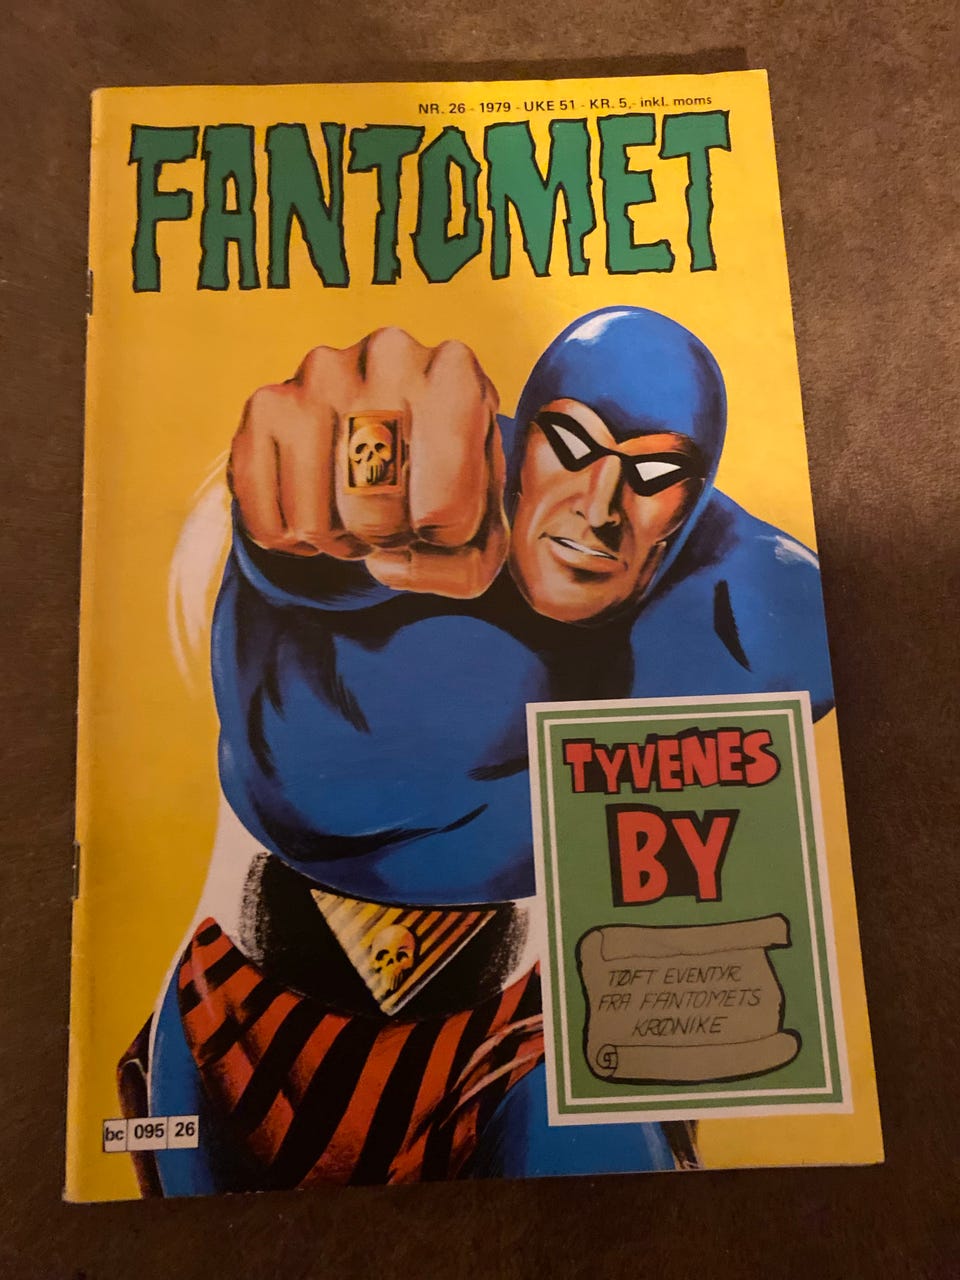 NR. 26 - 1979 - UKE 51 - KR. 5,- inkl. moms
FANTOMET
TYVENES
BY
TØFT EVENTYR
FRA FANTOMETS
KRØNIKE
bc 095 26